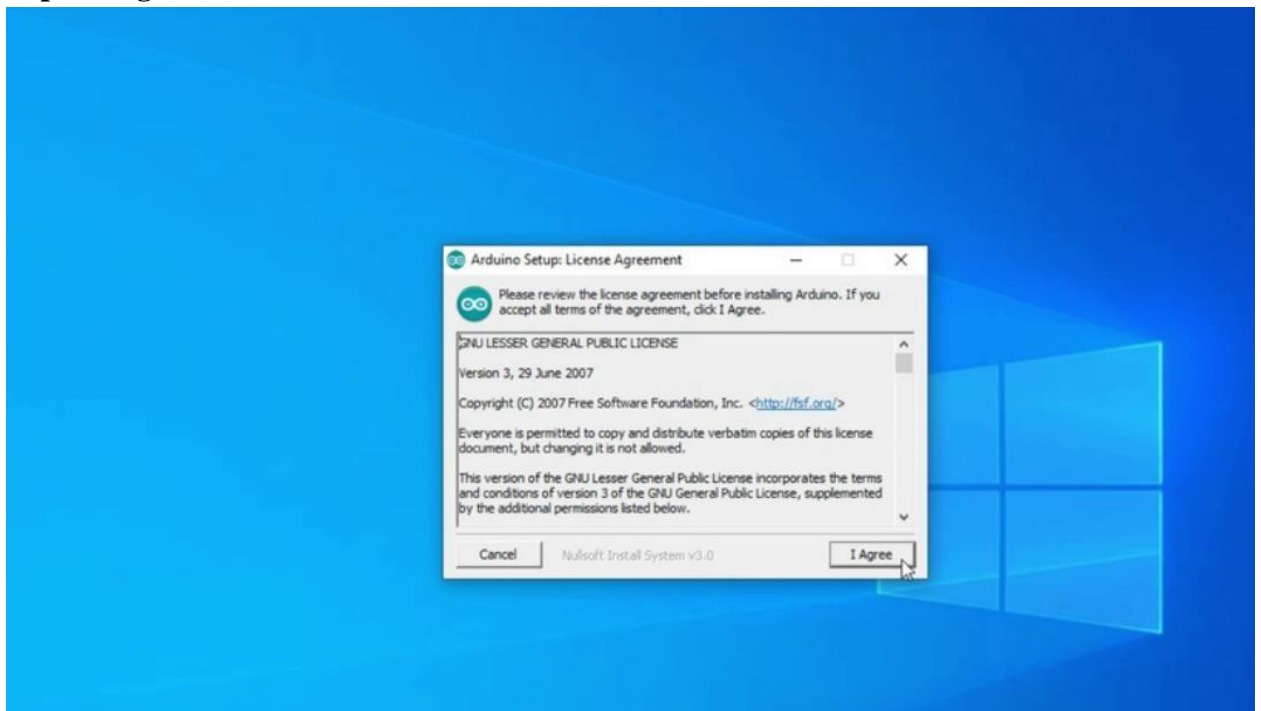 Arduino Setup: License Agreement
Please review the license agreement before installing Arduino. If you
accept all terms of the agreement, click I Agree.
GNU LESSER GENERAL PUBLIC LICENSE
Version 3, 29 June 2007
Copyright (C) 2007 Free Software Foundation, Inc. <http://fsf.org/>
Everyone is permitted to copy and distribute verbatim copies of this license
document, but changing it is not allowed.
This version of the GNU Lesser General Public License incorporates the terms
and conditions of version 3 of the GNU General Public License, supplemented
by the additional permissions listed below.
Cancel
Nullsoft Install System v3.0
I Agree